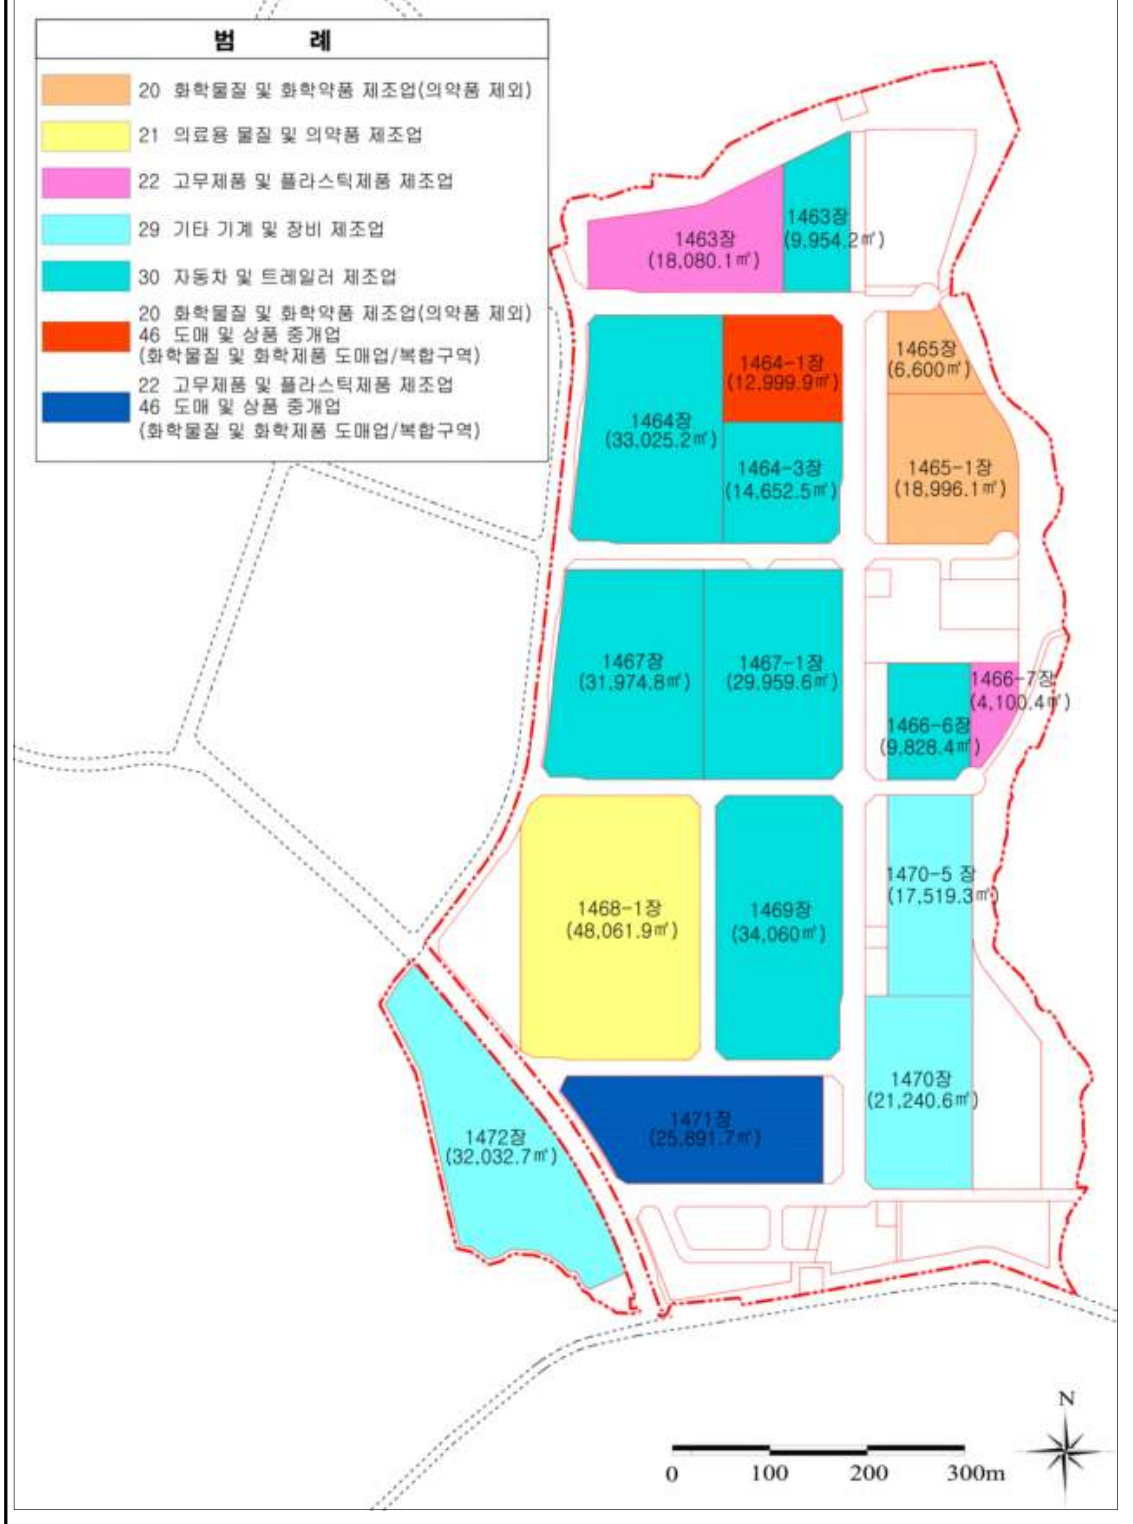 범 례
20 화학물질 및 화학약품 제조업(의약품 제외)
21 의료용 물질 및 의약품 제조업
22 고무제품 및 플라스틱제품 제조업
29 기타 기계 및 장비 제조업
30 자동차 및 트레일러 제조업
20 화학물질 및 화학약품 제조업(의약품 제외)
46 도매 및 상품 중개업
(화학물질 및 화학제품 도매업/복합구역)
22 고무제품 및 플라스틱제품 제조업
46 도매 및 상품 중개업
(화학물질 및 화학제품 도매업/복합구역)
1463장
(9,954.2㎡)
1463장
(18,080.1㎡)
1464-1장
(12,999.9㎡)
1465장
(6,600㎡)
1464장
(33,025.2㎡)
1464-3장
(14,652.5㎡)
1465-1장
(18,996.1㎡)
1467장
(31,974.8㎡)
1467-1장
(29,959.6㎡)
1466-7장
(4,100.4㎡)
1466-6장
(9,828.4㎡)
1470-5 장
(17,519.3㎡)
1468-1장
(48,061.9㎡)
1469장
(34,060㎡)
1470장
(21,240.6㎡)
1471장
(25,891.7㎡)
1472장
(32,032.7㎡)
N
0 100 200 300m